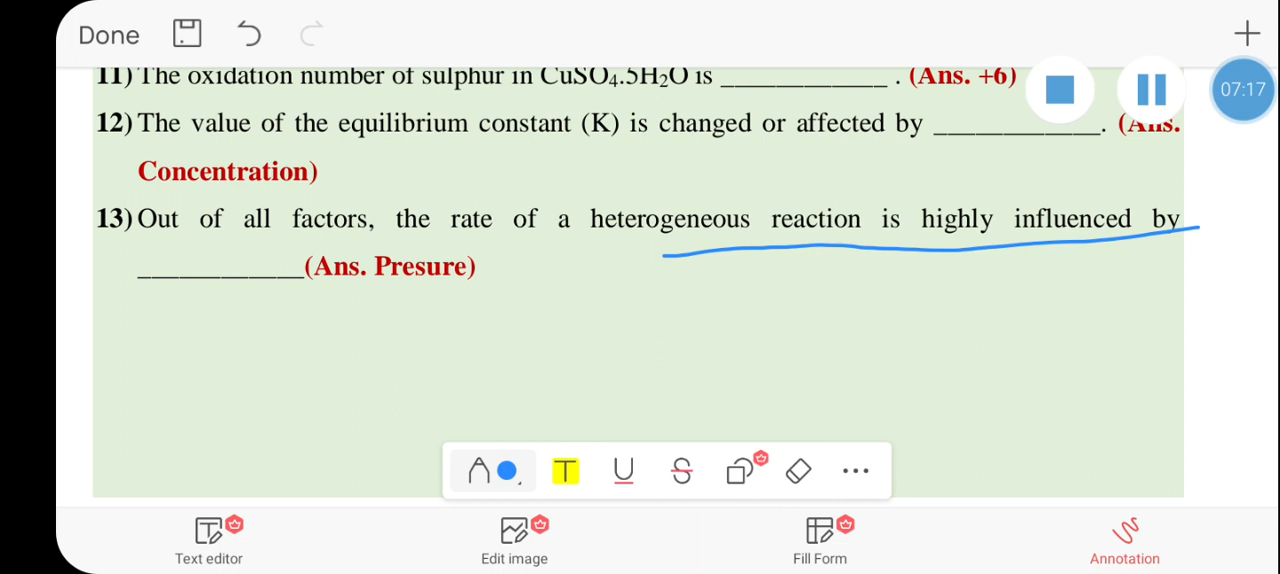 Done
07:17
11) The oxidation number of sulphur in CuSO₄.5H₂O is ____________ . (Ans. +6)
12) The value of the equilibrium constant (K) is changed or affected by ____________. (Ans.
Concentration)
13) Out of all factors, the rate of a heterogeneous reaction is highly influenced by
____________(Ans. Presure)
T U S
Text editor
Edit image
Fill Form
Annotation